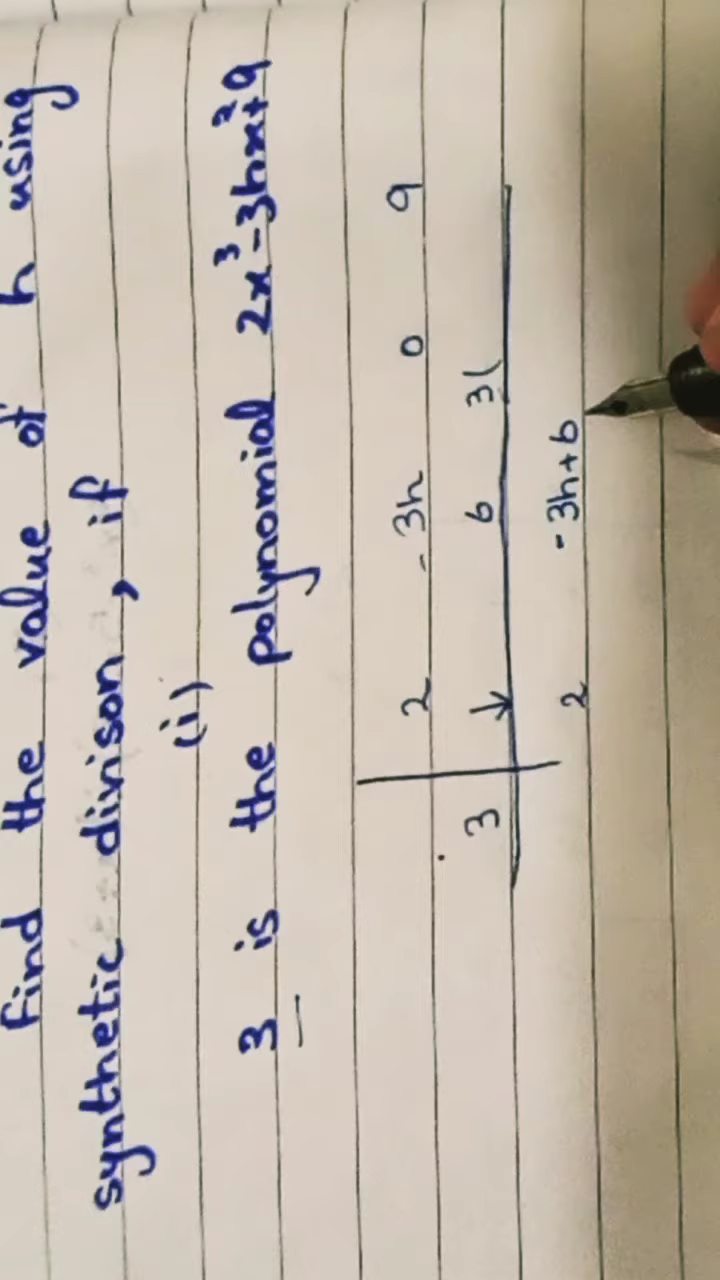 Find the value of h using
synthetic divison, if
(i)
3 is the polynomial 2x³-3hx²+9
2 -3h 0 9
3 ↓ 6 3(
2 -3h+6